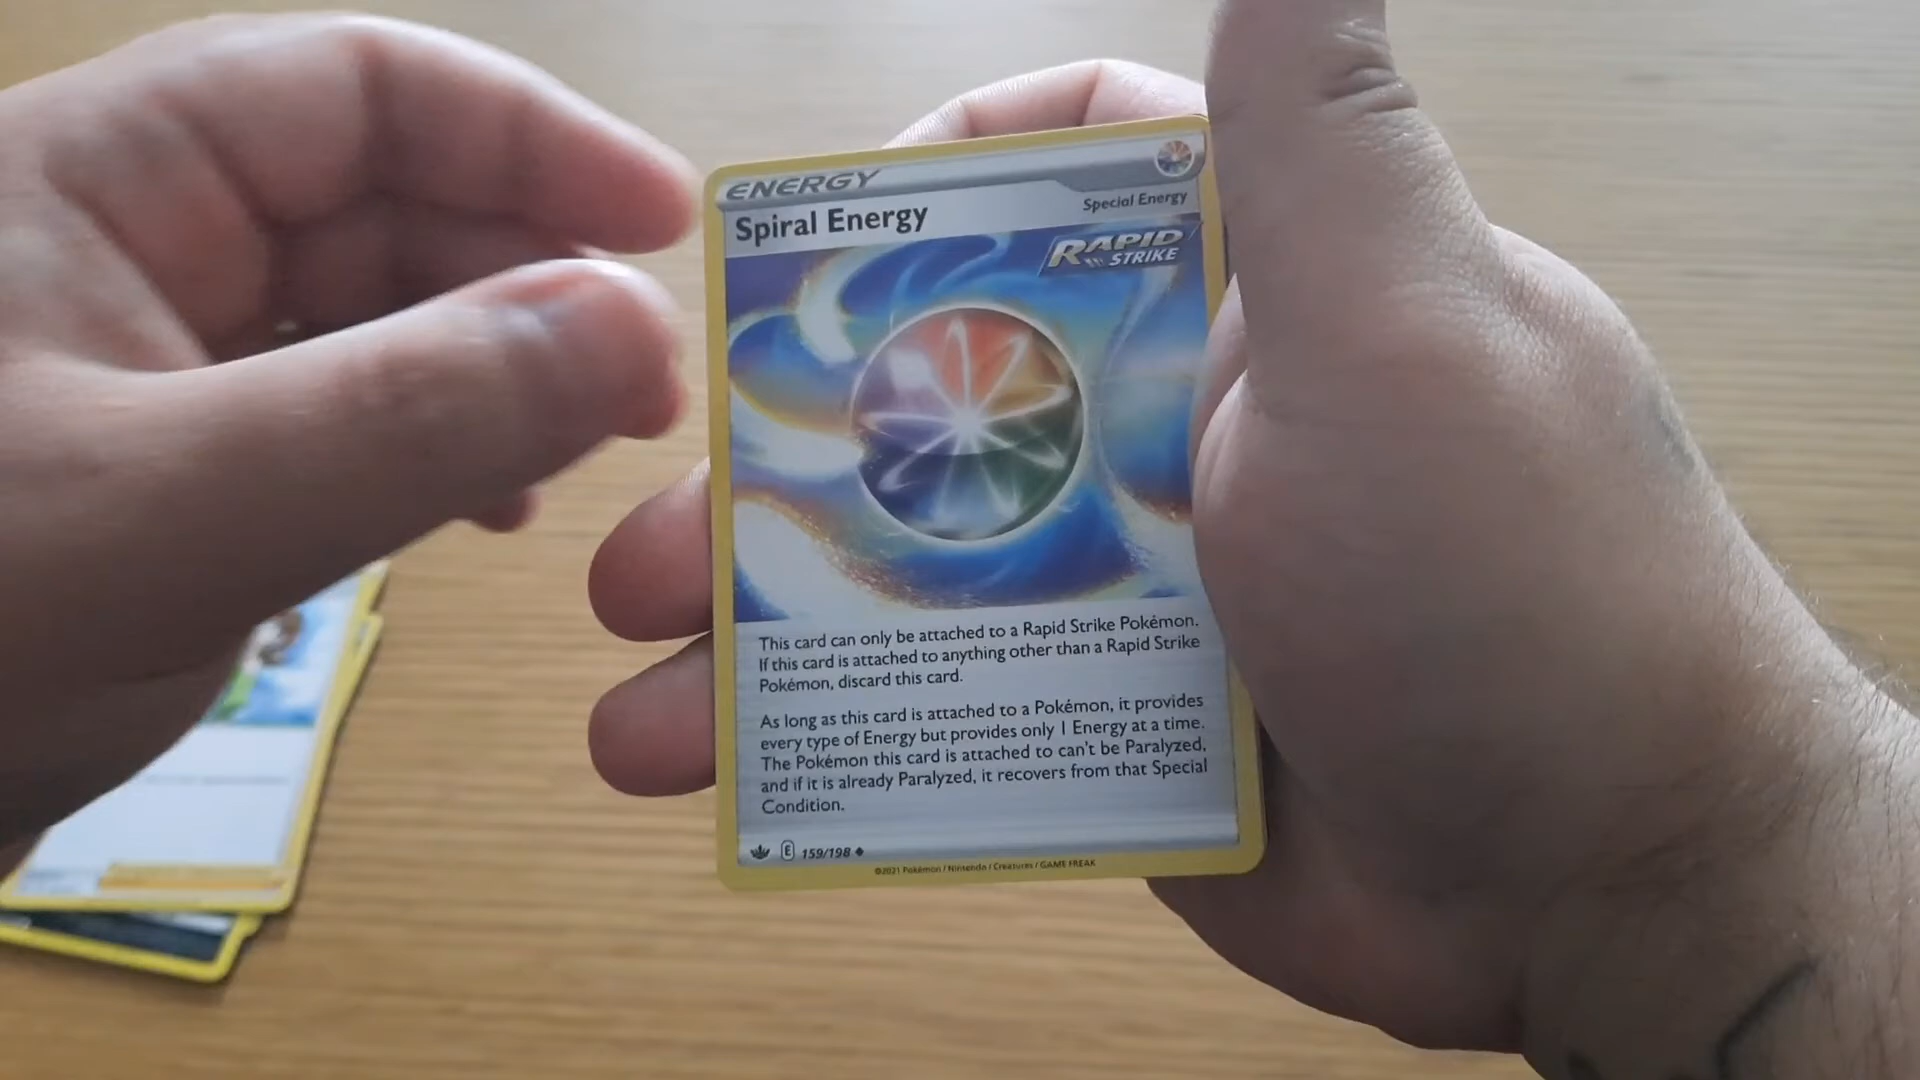 ENERGY
Spiral Energy
Special Energy
RAPID
STRIKE
This card can only be attached to a Rapid Strike Pokémon.
If this card is attached to anything other than a Rapid Strike
Pokémon, discard this card.
As long as this card is attached to a Pokémon, it provides
every type of Energy but provides only 1 Energy at a time.
The Pokémon this card is attached to can't be Paralyzed,
and if it is already Paralyzed, it recovers from that Special
Condition.
E 159/198
©2021 Pokémon / Nintendo / Creatures / GAME FREAK